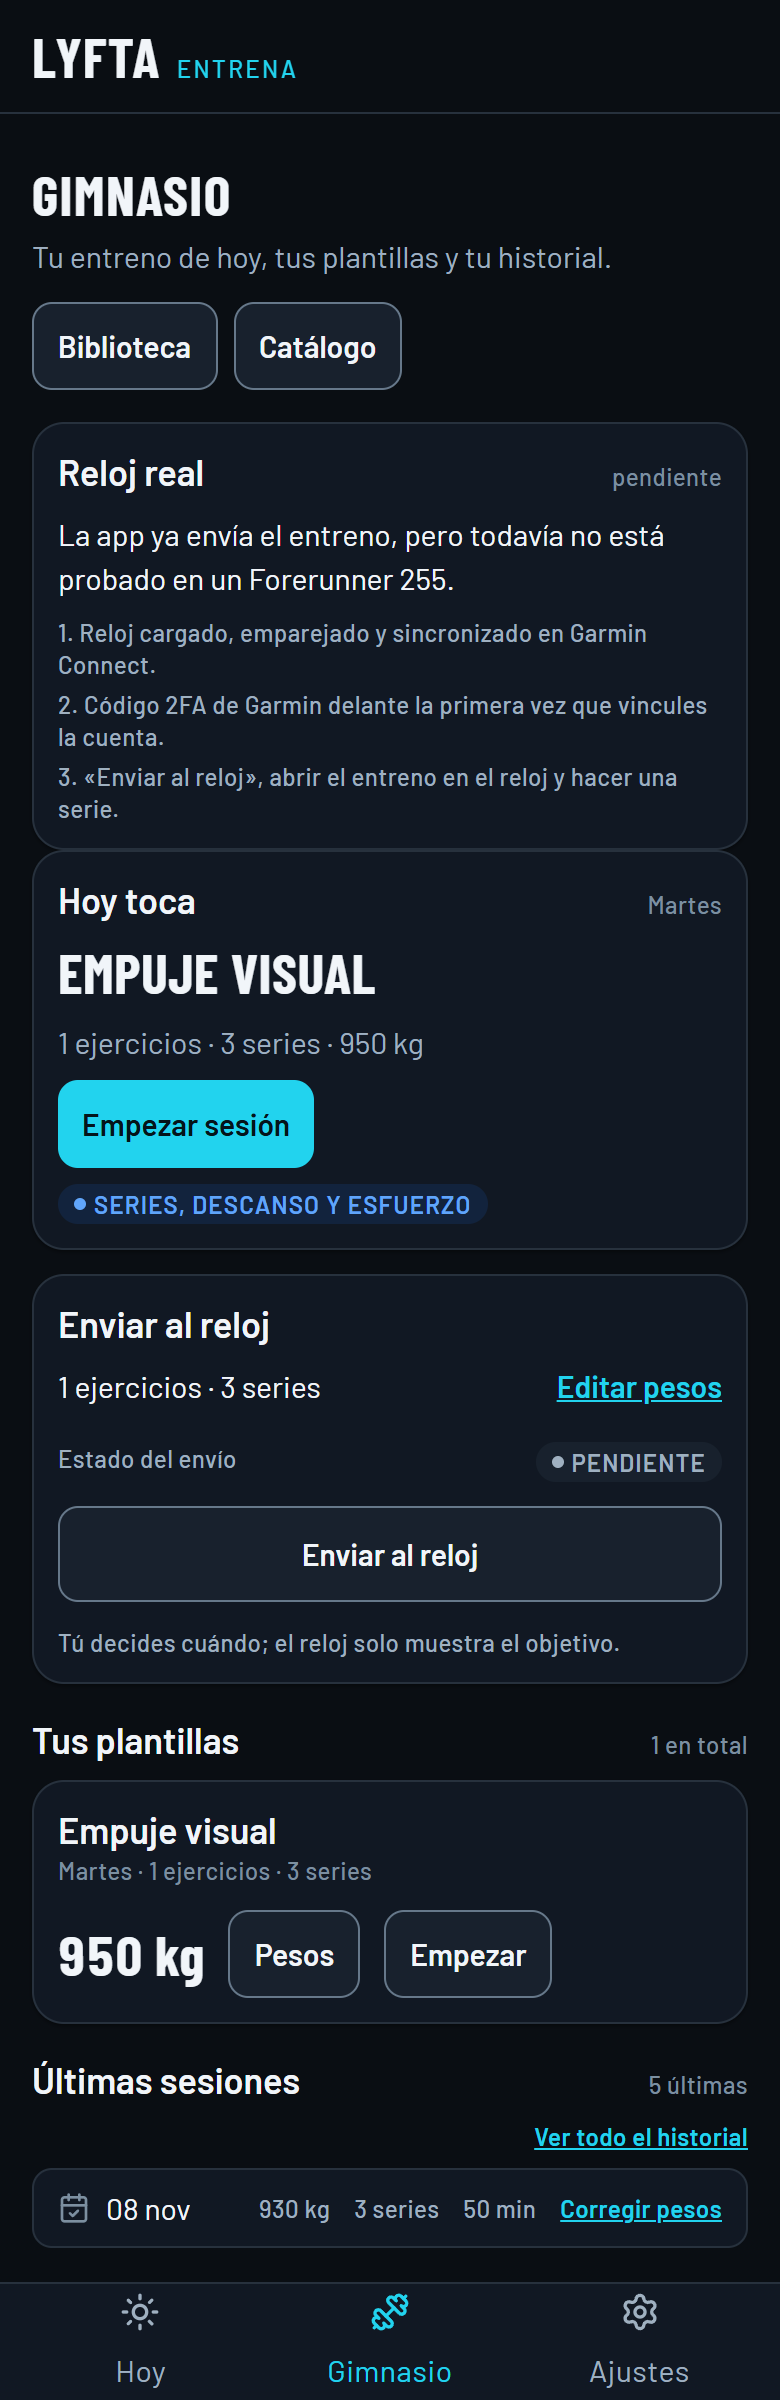 LYFTA ENTRENA
GIMNASIO
Tu entreno de hoy, tus plantillas y tu historial.
Biblioteca Catálogo
Reloj real pendiente
La app ya envía el entreno, pero todavía no está
probado en un Forerunner 255.
1. Reloj cargado, emparejado y sincronizado en Garmin
Connect.
2. Código 2FA de Garmin delante la primera vez que vincules
la cuenta.
3. «Enviar al reloj», abrir el entreno en el reloj y hacer una
serie.
Hoy toca Martes
EMPUJE VISUAL
1 ejercicios · 3 series · 950 kg
Empezar sesión
SERIES, DESCANSO Y ESFUERZO
Enviar al reloj
1 ejercicios · 3 series Editar pesos
Estado del envío PENDIENTE
Enviar al reloj
Tú decides cuándo; el reloj solo muestra el objetivo.
Tus plantillas 1 en total
Empuje visual
Martes · 1 ejercicios · 3 series
950 kg Pesos Empezar
Últimas sesiones 5 últimas
Ver todo el historial
08 nov 930 kg 3 series 50 min Corregir pesos
Hoy Gimnasio Ajustes